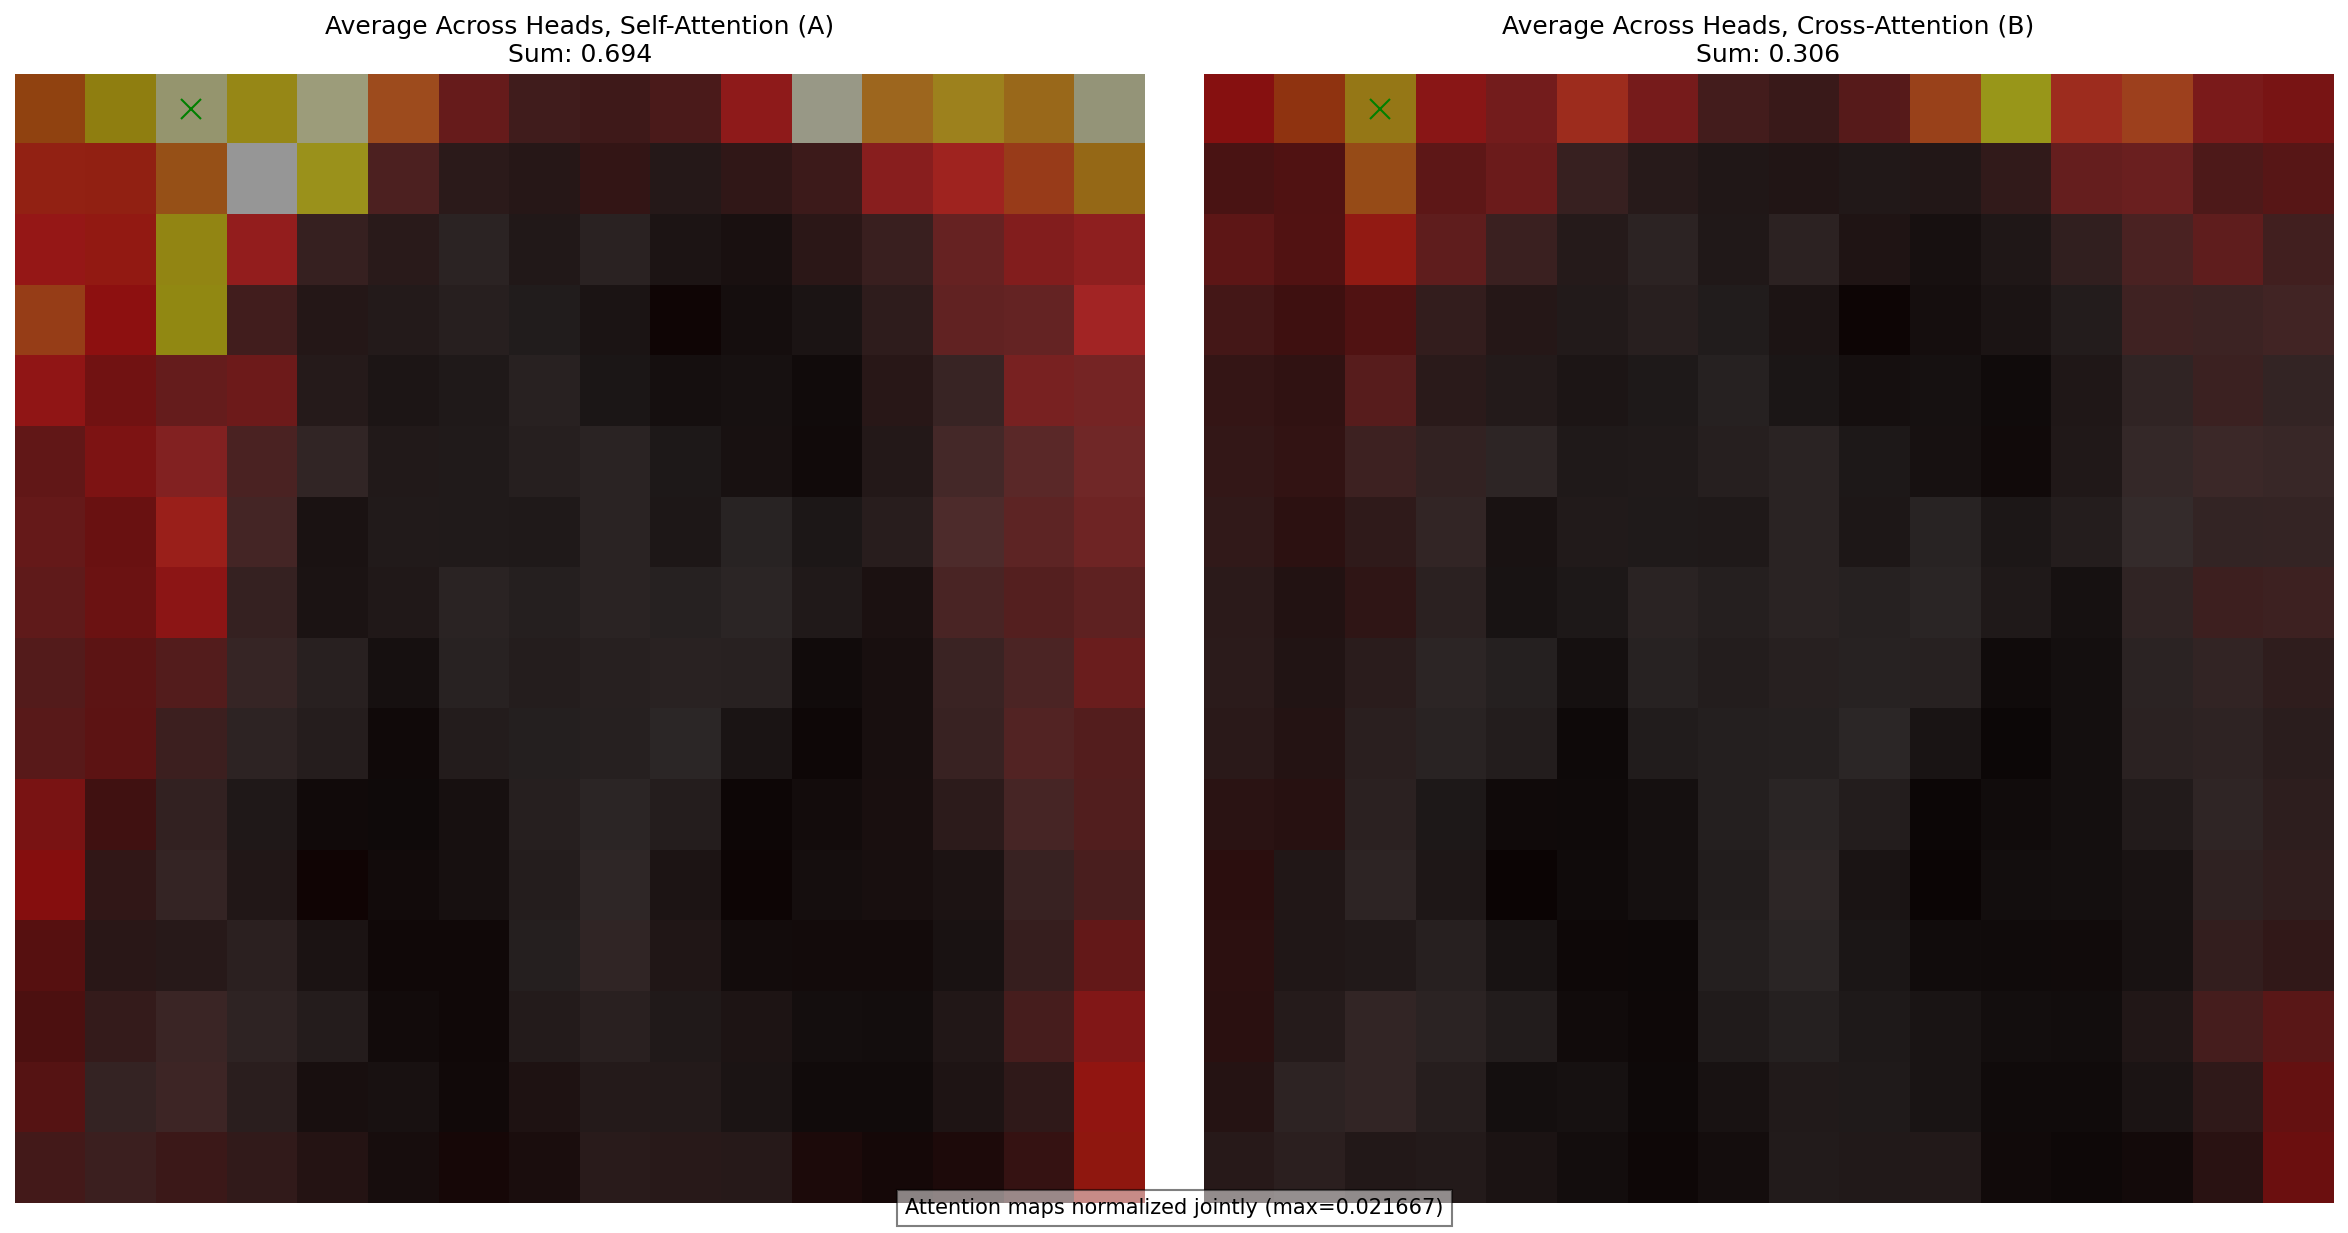 Average Across Heads, Self-Attention (A)
Sum: 0.694
Average Across Heads, Cross-Attention (B)
Sum: 0.306
Attention maps normalized jointly (max=0.021667)